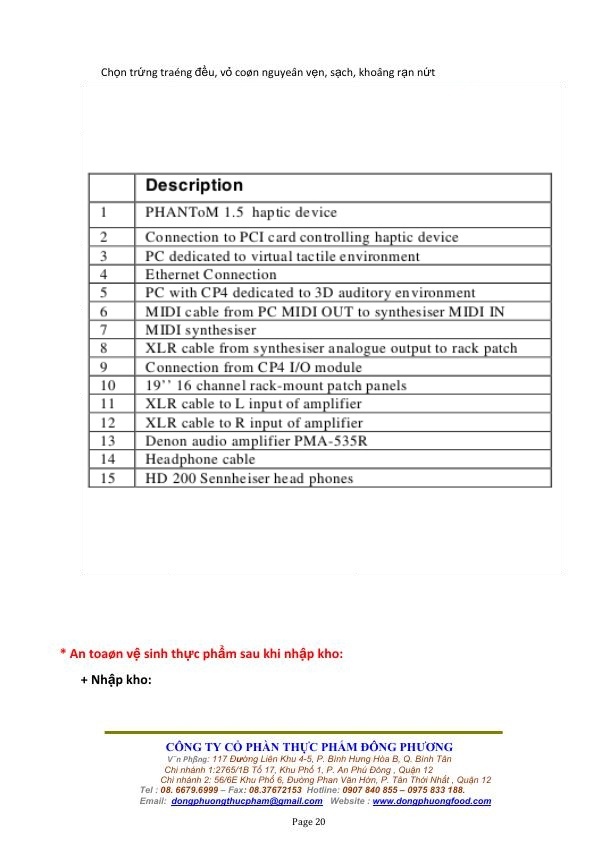 Chọn trứng traéng đều, vỏ coøn nguyeân vẹn, sạch, khoâng rạn nứt
Description
1 PHANToM 1.5 haptic device
2 Connection to PCI card controlling haptic device
3 PC dedicated to virtual tactile environment
4 Ethernet Connection
5 PC with CP4 dedicated to 3D auditory environment
6 MIDI cable from PC MIDI OUT to synthesiser MIDI IN
7 MIDI synthesiser
8 XLR cable from synthesiser analogue output to rack patch
9 Connection from CP4 I/O module
10 19’’ 16 channel rack-mount patch panels
11 XLR cable to L input of amplifier
12 XLR cable to R input of amplifier
13 Denon audio amplifier PMA-535R
14 Headphone cable
15 HD 200 Sennheiser head phones
* An toaøn vệ sinh thực phẩm sau khi nhập kho:
+ Nhập kho:
CÔNG TY CỔ PHẦN THỰC PHẨM ĐÔNG PHƯƠNG
V¨n Phßng: 117 Đường Liên Khu 4-5, P. Bình Hưng Hòa B, Q. Bình Tân
Chi nhánh 1:2765/1B Tổ 17, Khu Phố 1, P. An Phú Đông , Quận 12
Chi nhánh 2: 56/6E Khu Phố 6, Đường Phan Văn Hớn, P. Tân Thới Nhất , Quận 12
Tel : 08. 6679.6999 – Fax: 08.37672153 Hotline: 0907 840 855 – 0975 833 188.
Email: dongphuongthucpham@gmail.com Website : www.dongphuongfood.com
Page 20